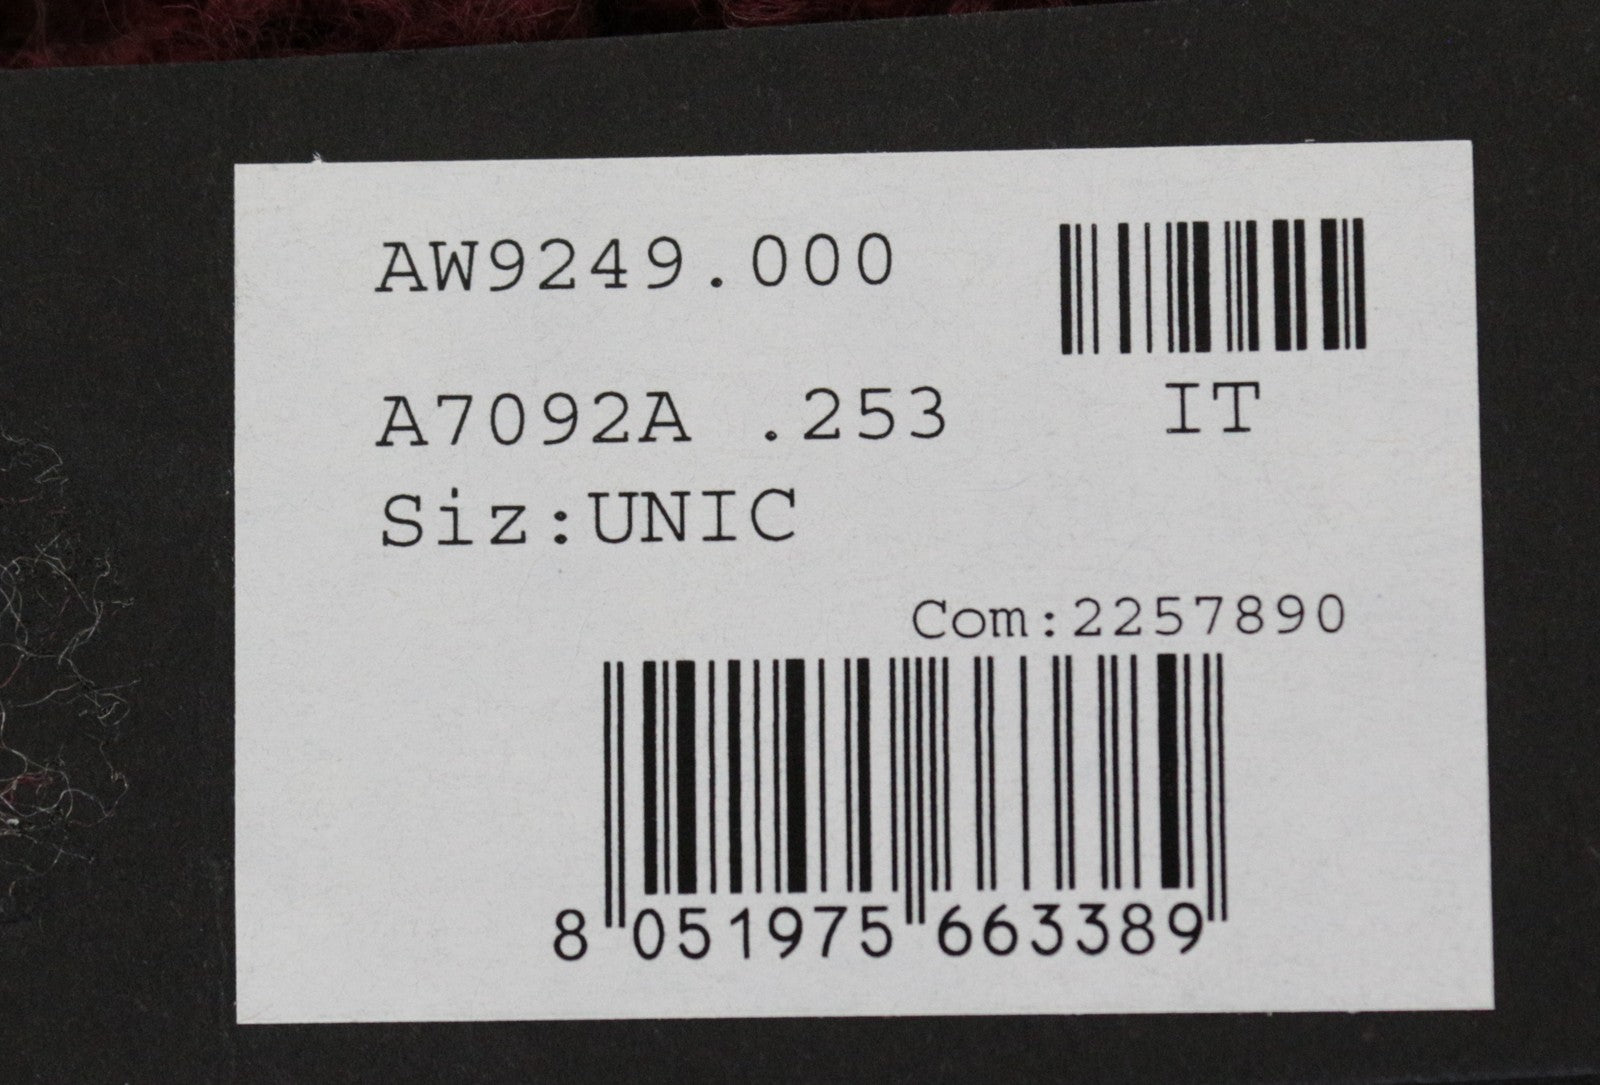 AW9249.000
A7092A .253
IT
Siz:UNIC
Com:2257890
8 051975 663389